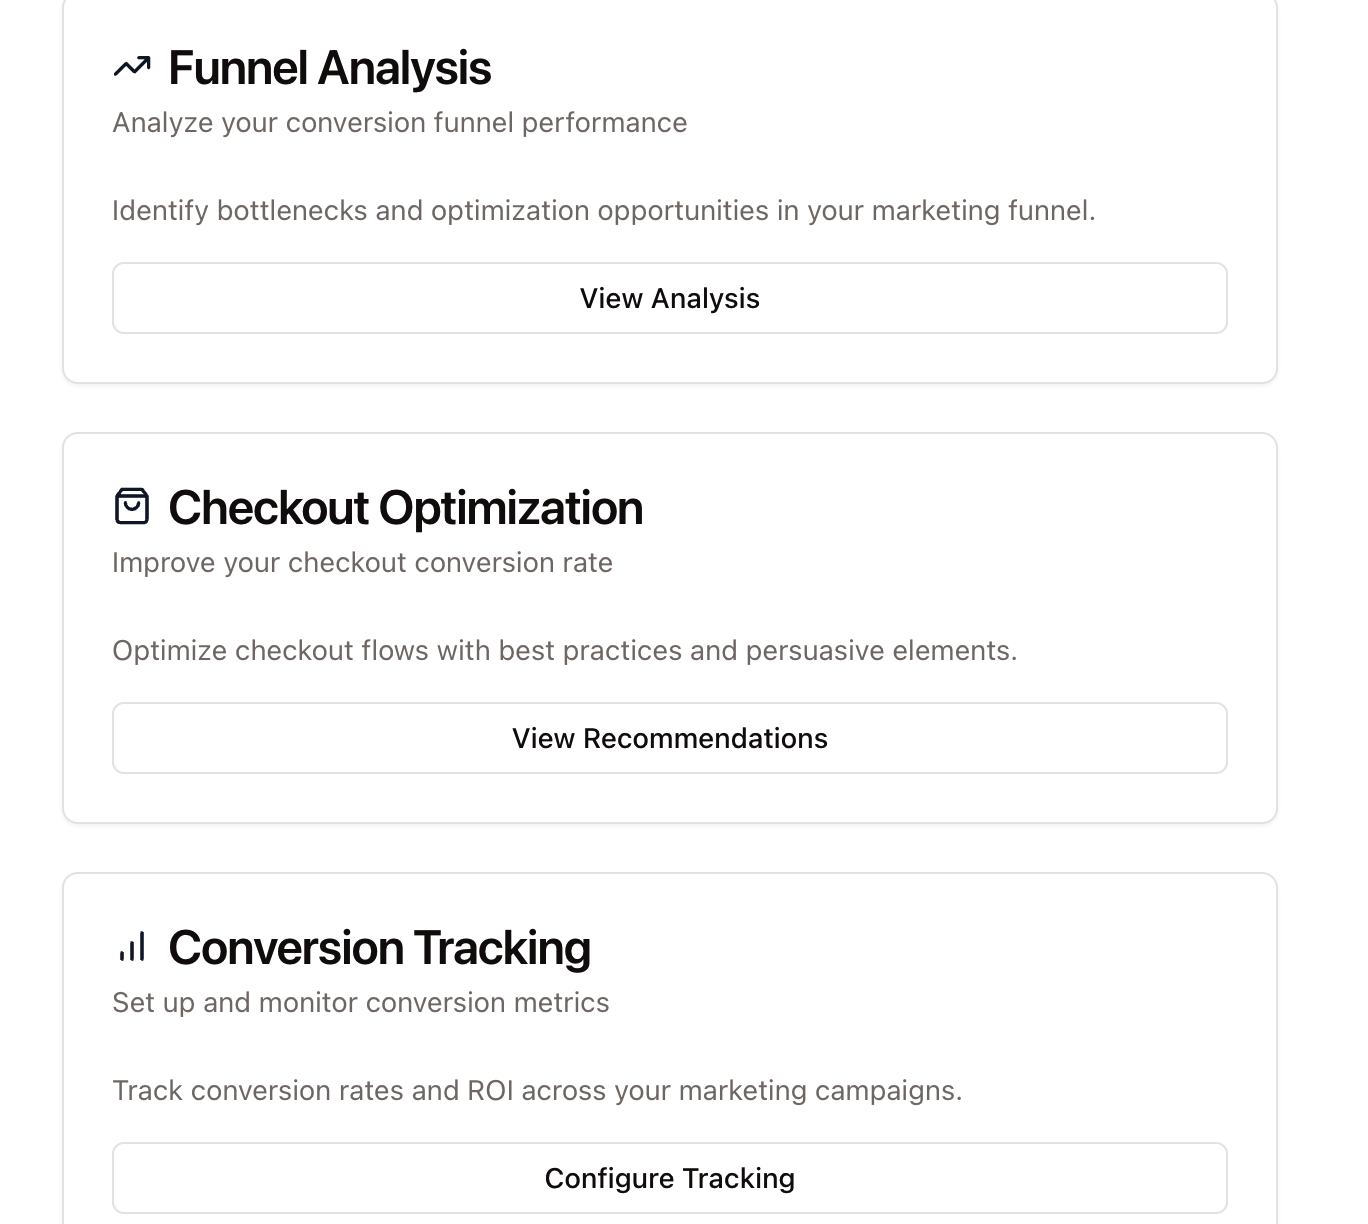 Funnel Analysis
Analyze your conversion funnel performance
Identify bottlenecks and optimization opportunities in your marketing funnel.
View Analysis
Checkout Optimization
Improve your checkout conversion rate
Optimize checkout flows with best practices and persuasive elements.
View Recommendations
Conversion Tracking
Set up and monitor conversion metrics
Track conversion rates and ROI across your marketing campaigns.
Configure Tracking